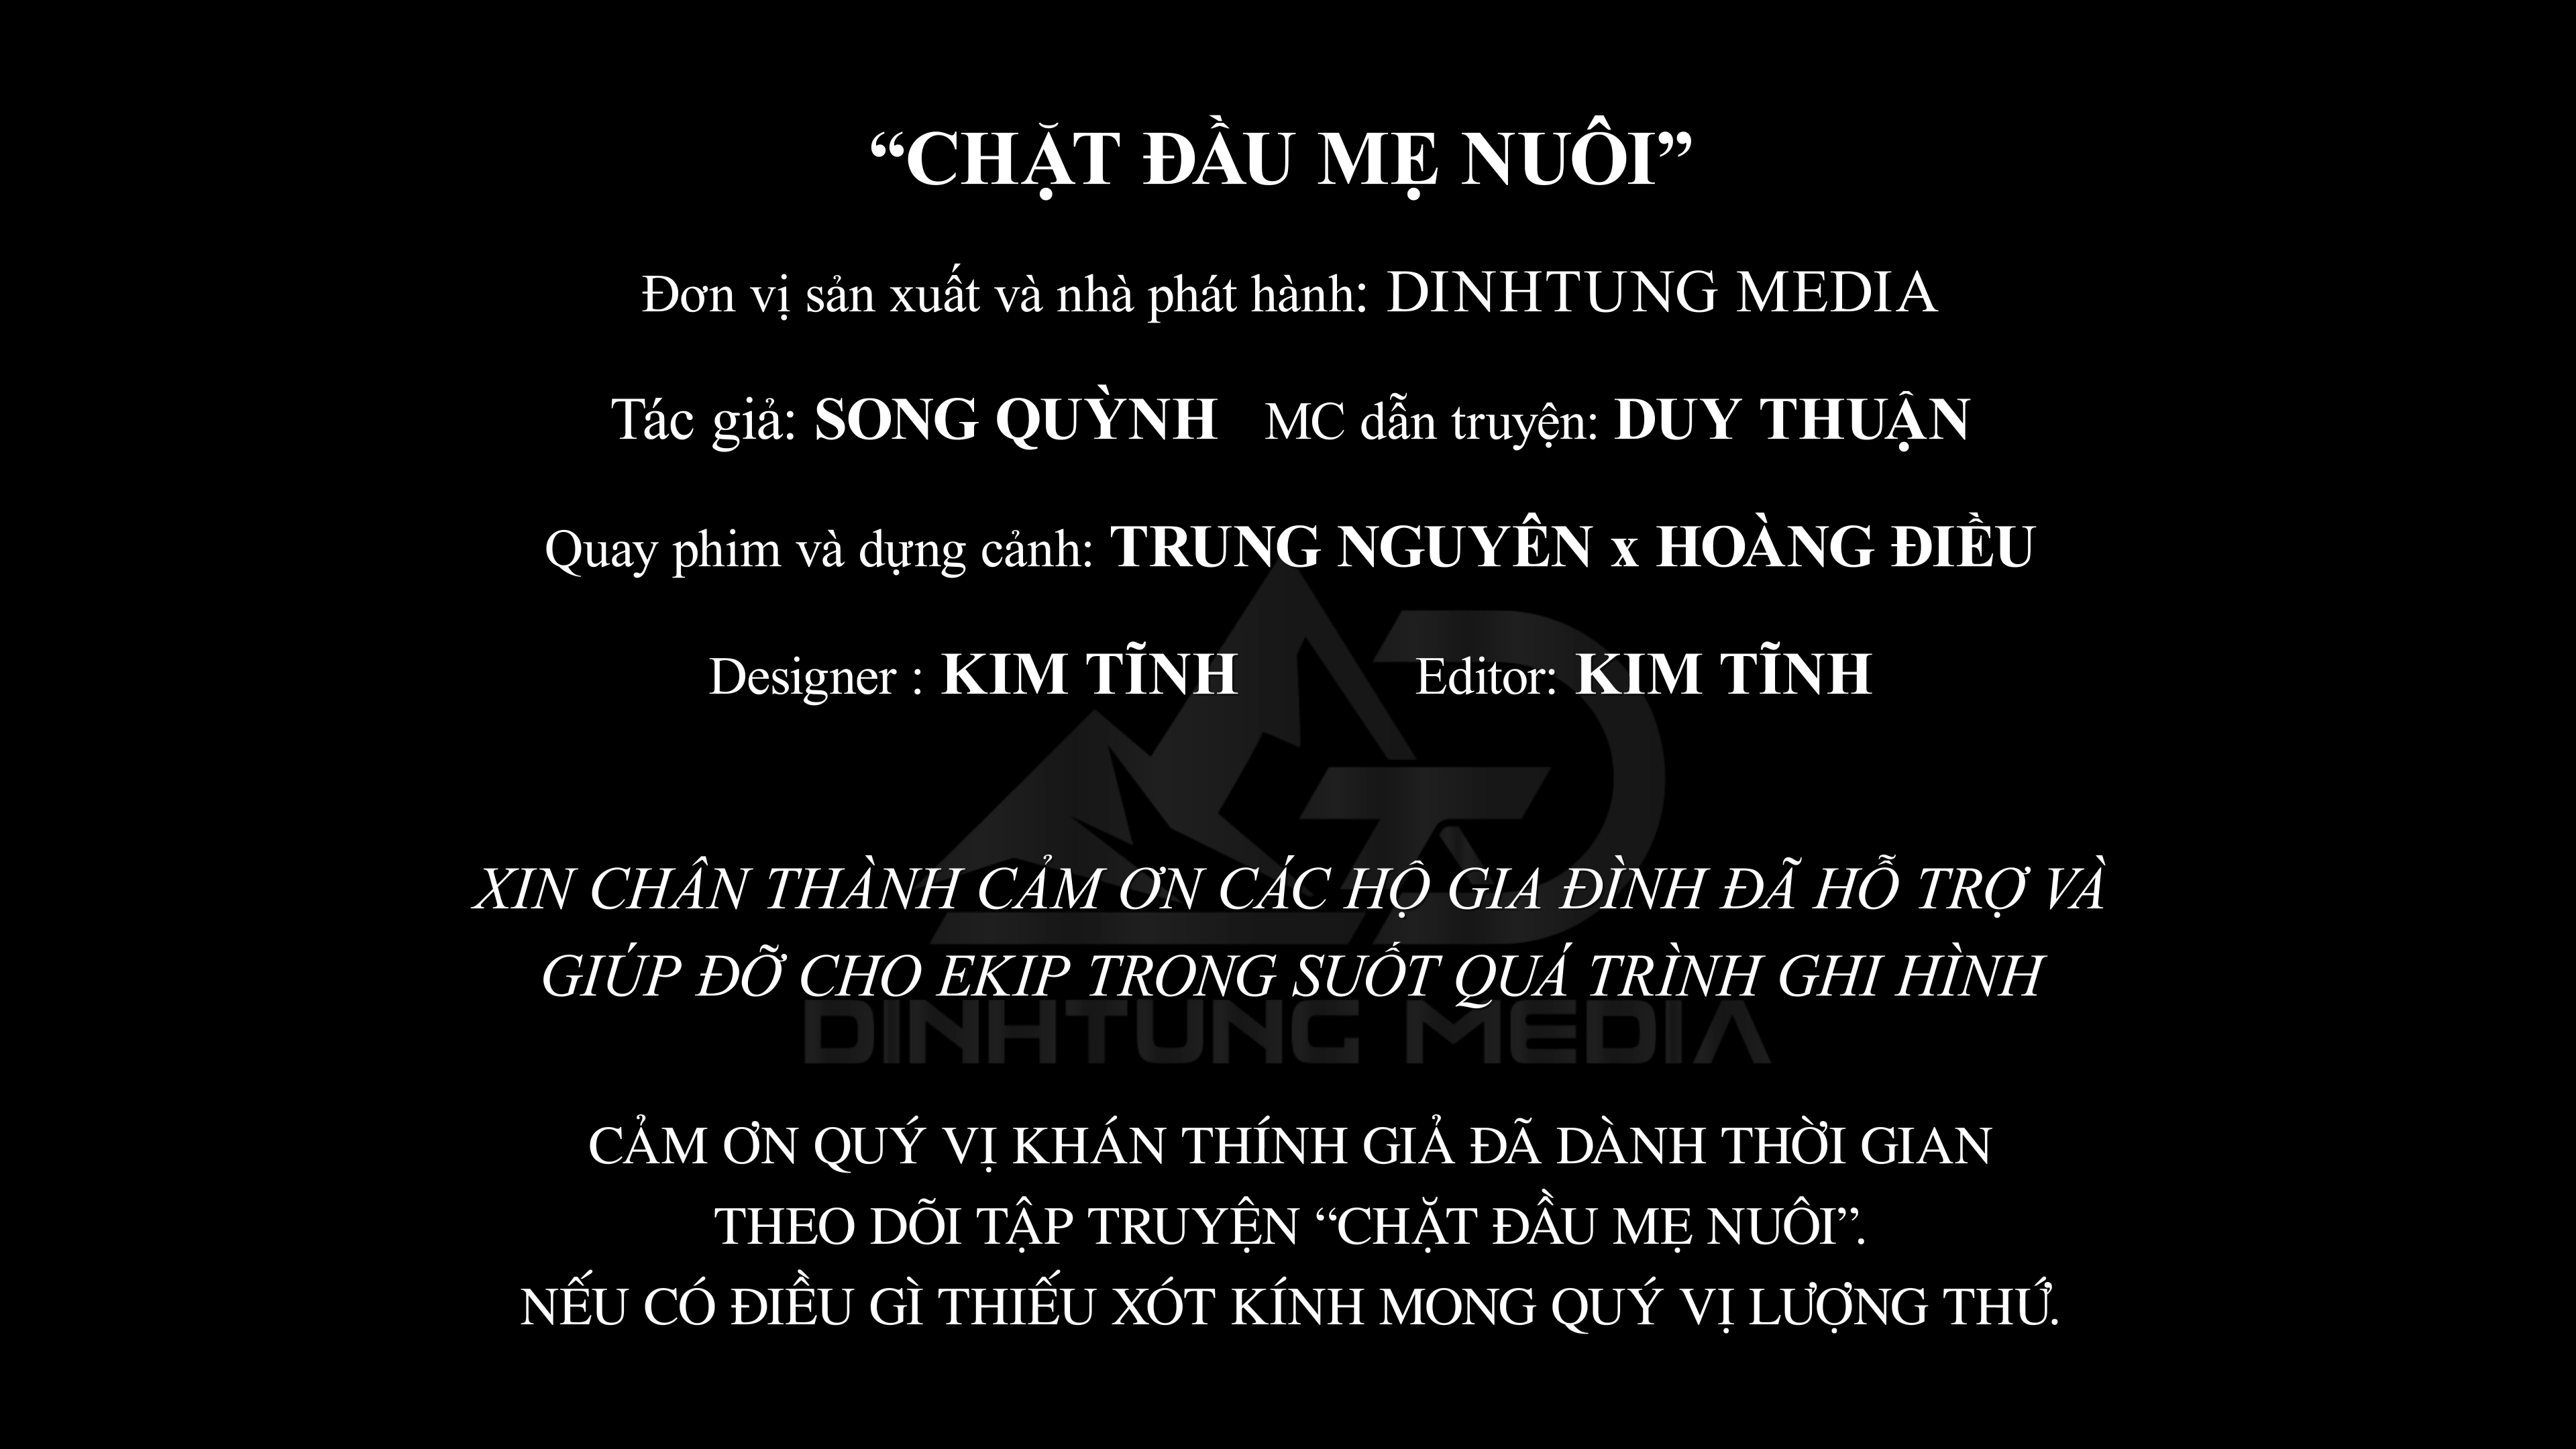 “CHẶT ĐẦU MẸ NUÔI”
Đơn vị sản xuất và nhà phát hành: DINHTUNG MEDIA
Tác giả: SONG QUỲNH MC dẫn truyện: DUY THUẬN
Quay phim và dựng cảnh: TRUNG NGUYÊN x HOÀNG ĐIỀU
Designer : KIM TĨNH Editor: KIM TĨNH
XIN CHÂN THÀNH CẢM ƠN CÁC HỘ GIA ĐÌNH ĐÃ HỖ TRỢ VÀ
GIÚP ĐỠ CHO EKIP TRONG SUỐT QUÁ TRÌNH GHI HÌNH
DINHTUNG MEDIA
CẢM ƠN QUÝ VỊ KHÁN THÍNH GIẢ ĐÃ DÀNH THỜI GIAN
THEO DÕI TẬP TRUYỆN “CHẶT ĐẦU MẸ NUÔI”.
NẾU CÓ ĐIỀU GÌ THIẾU XÓT KÍNH MONG QUÝ VỊ LƯỢNG THỨ.